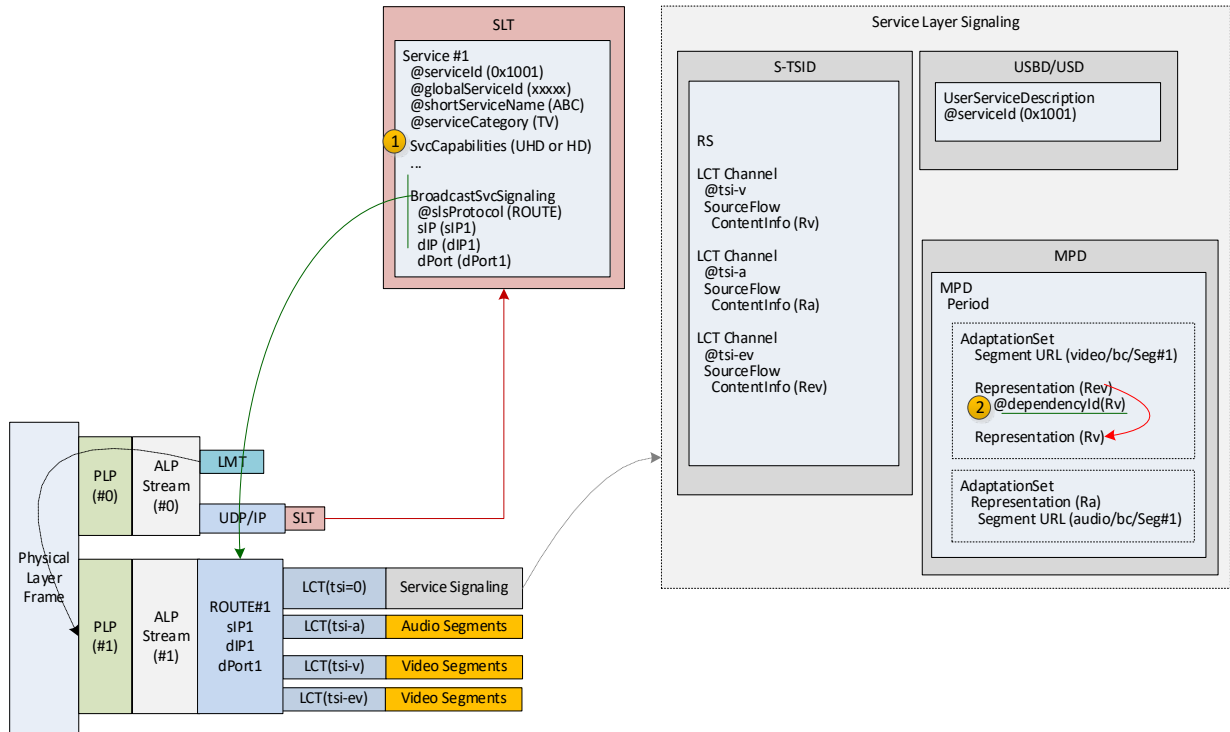 SLT
Service #1
@serviceId (0x1001)
@globalServiceId (xxxxx)
@shortServiceName (ABC)
@serviceCategory (TV)
1
SvcCapabilities (UHD or HD)
...
BroadcastSvcSignaling
@slsProtocol (ROUTE)
sIP (sIP1)
dIP (dIP1)
dPort (dPort1)
Service Layer Signaling
S-TSID
RS
LCT Channel
@tsi-v
SourceFlow
ContentInfo (Rv)
LCT Channel
@tsi-a
SourceFlow
ContentInfo (Ra)
LCT Channel
@tsi-ev
SourceFlow
ContentInfo (Rev)
USBD/USD
UserServiceDescription
@serviceId (0x1001)
MPD
MPD
Period
AdaptationSet
Segment URL (video/bc/Seg#1)
Representation (Rev)
2
@dependencyId(Rv)
Representation (Rv)
AdaptationSet
Representation (Ra)
Segment URL (audio/bc/Seg#1)
Physical
Layer
Frame
PLP
(#0)
ALP
Stream
(#0)
LMT
UDP/IP
SLT
PLP
(#1)
ALP
Stream
(#1)
ROUTE#1
sIP1
dIP1
dPort1
LCT(tsi=0)
Service Signaling
LCT(tsi-a)
Audio Segments
LCT(tsi-v)
Video Segments
LCT(tsi-ev)
Video Segments